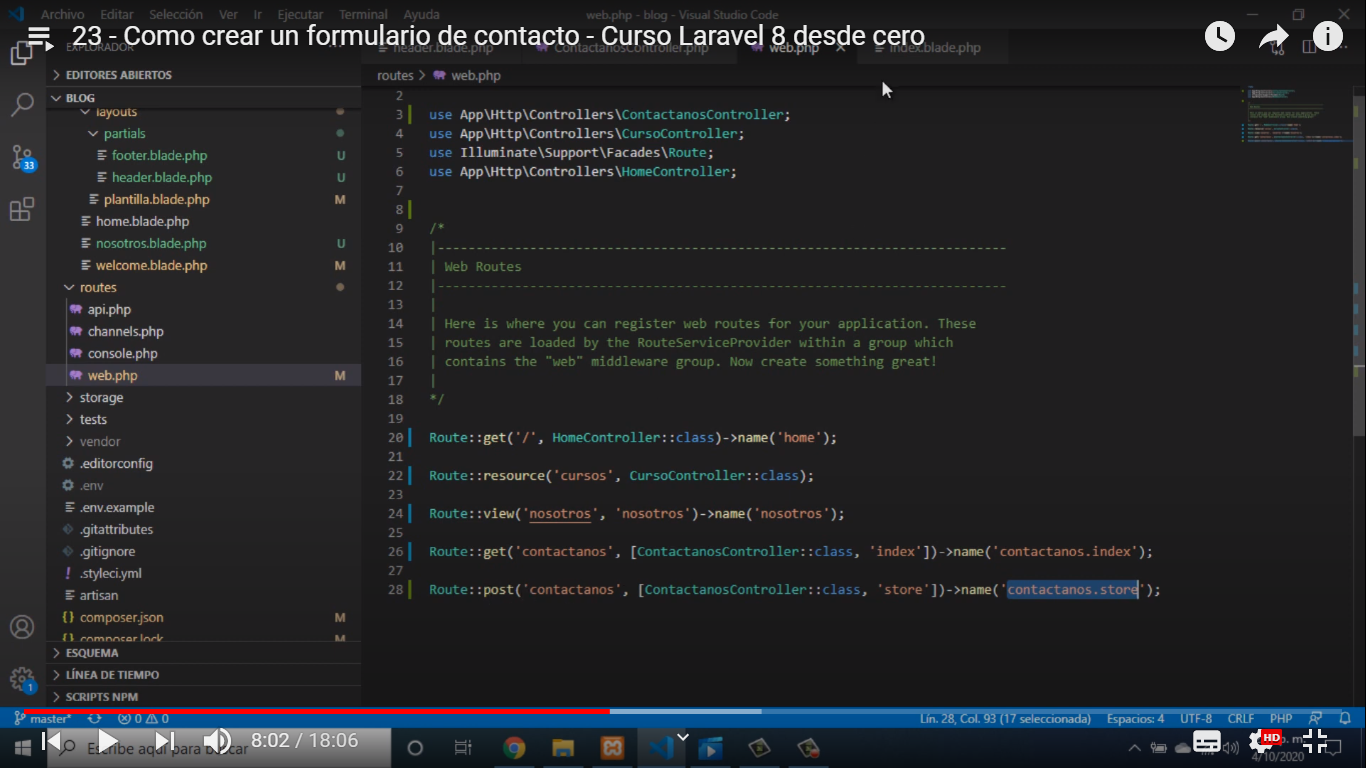 Archivo Editar Selección Ver Ir Ejecutar Terminal Ayuda
web.php - blog - Visual Studio Code
23 - Como crear un formulario de contacto - Curso Laravel 8 desde cero
EXPLORADOR
header.blade.php ContactanosController.php web.php index.blade.php
EDITORES ABIERTOS
BLOG
layouts
partials
footer.blade.php U
header.blade.php U
plantilla.blade.php M
home.blade.php
nosotros.blade.php U
welcome.blade.php M
routes
api.php
channels.php
console.php
web.php M
storage
tests
vendor
.editorconfig
.env
.env.example
.gitattributes
.gitignore
.styleci.yml
artisan
composer.json M
composer.lock M
ESQUEMA
LÍNEA DE TIEMPO
SCRIPTS NPM
33
1
routes > web.php
2
3 use App\Http\Controllers\ContactanosController;
4 use App\Http\Controllers\CursoController;
5 use Illuminate\Support\Facades\Route;
6 use App\Http\Controllers\HomeController;
7
8
9 /*
10 |--------------------------------------------------------------------------
11 | Web Routes
12 |--------------------------------------------------------------------------
13 |
14 | Here is where you can register web routes for your application. These
15 | routes are loaded by the RouteServiceProvider within a group which
16 | contains the "web" middleware group. Now create something great!
17 |
18 */
19
20 Route::get('/', HomeController::class)->name('home');
21
22 Route::resource('cursos', CursoController::class);
23
24 Route::view('nosotros', 'nosotros')->name('nosotros');
25
26 Route::get('contactanos', [ContactanosController::class, 'index'])->name('contactanos.index');
27
28 Route::post('contactanos', [ContactanosController::class, 'store'])->name('contactanos.store');
master* 0 0 Lín. 28, Col. 93 (17 seleccionada) Espacios: 4 UTF-8 CRLF PHP
Escribe aquí para buscar
8:02 / 18:06
HD
4/10/2020